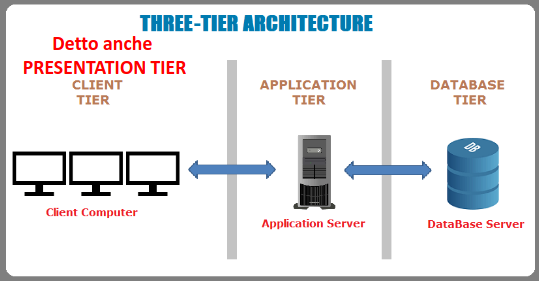 THREE-TIER ARCHITECTURE
Detto anche
PRESENTATION TIER
CLIENT
TIER
APPLICATION
TIER
DATABASE
TIER
DB
Client Computer
Application Server
DataBase Server